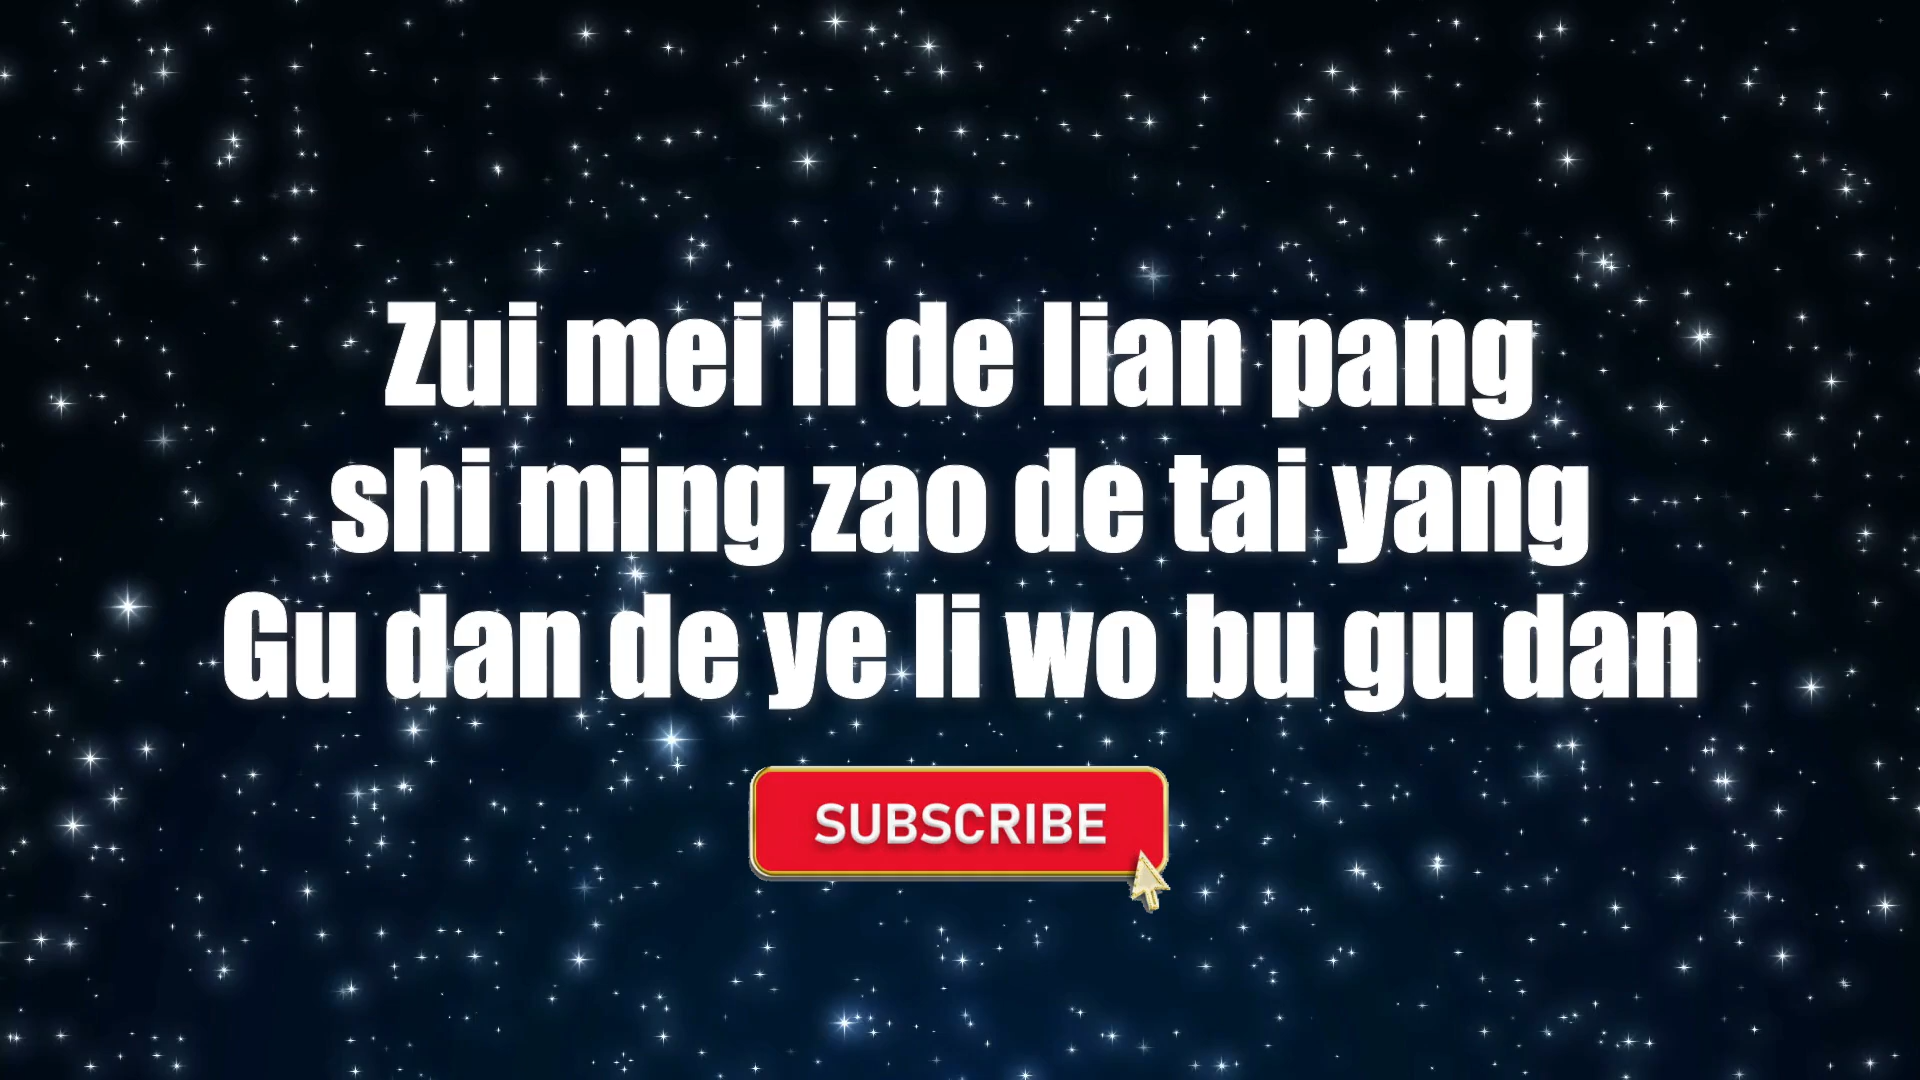 Zui mei li de lian pang
shi ming zao de tai yang
Gu dan de ye li wo bu gu dan
SUBSCRIBE